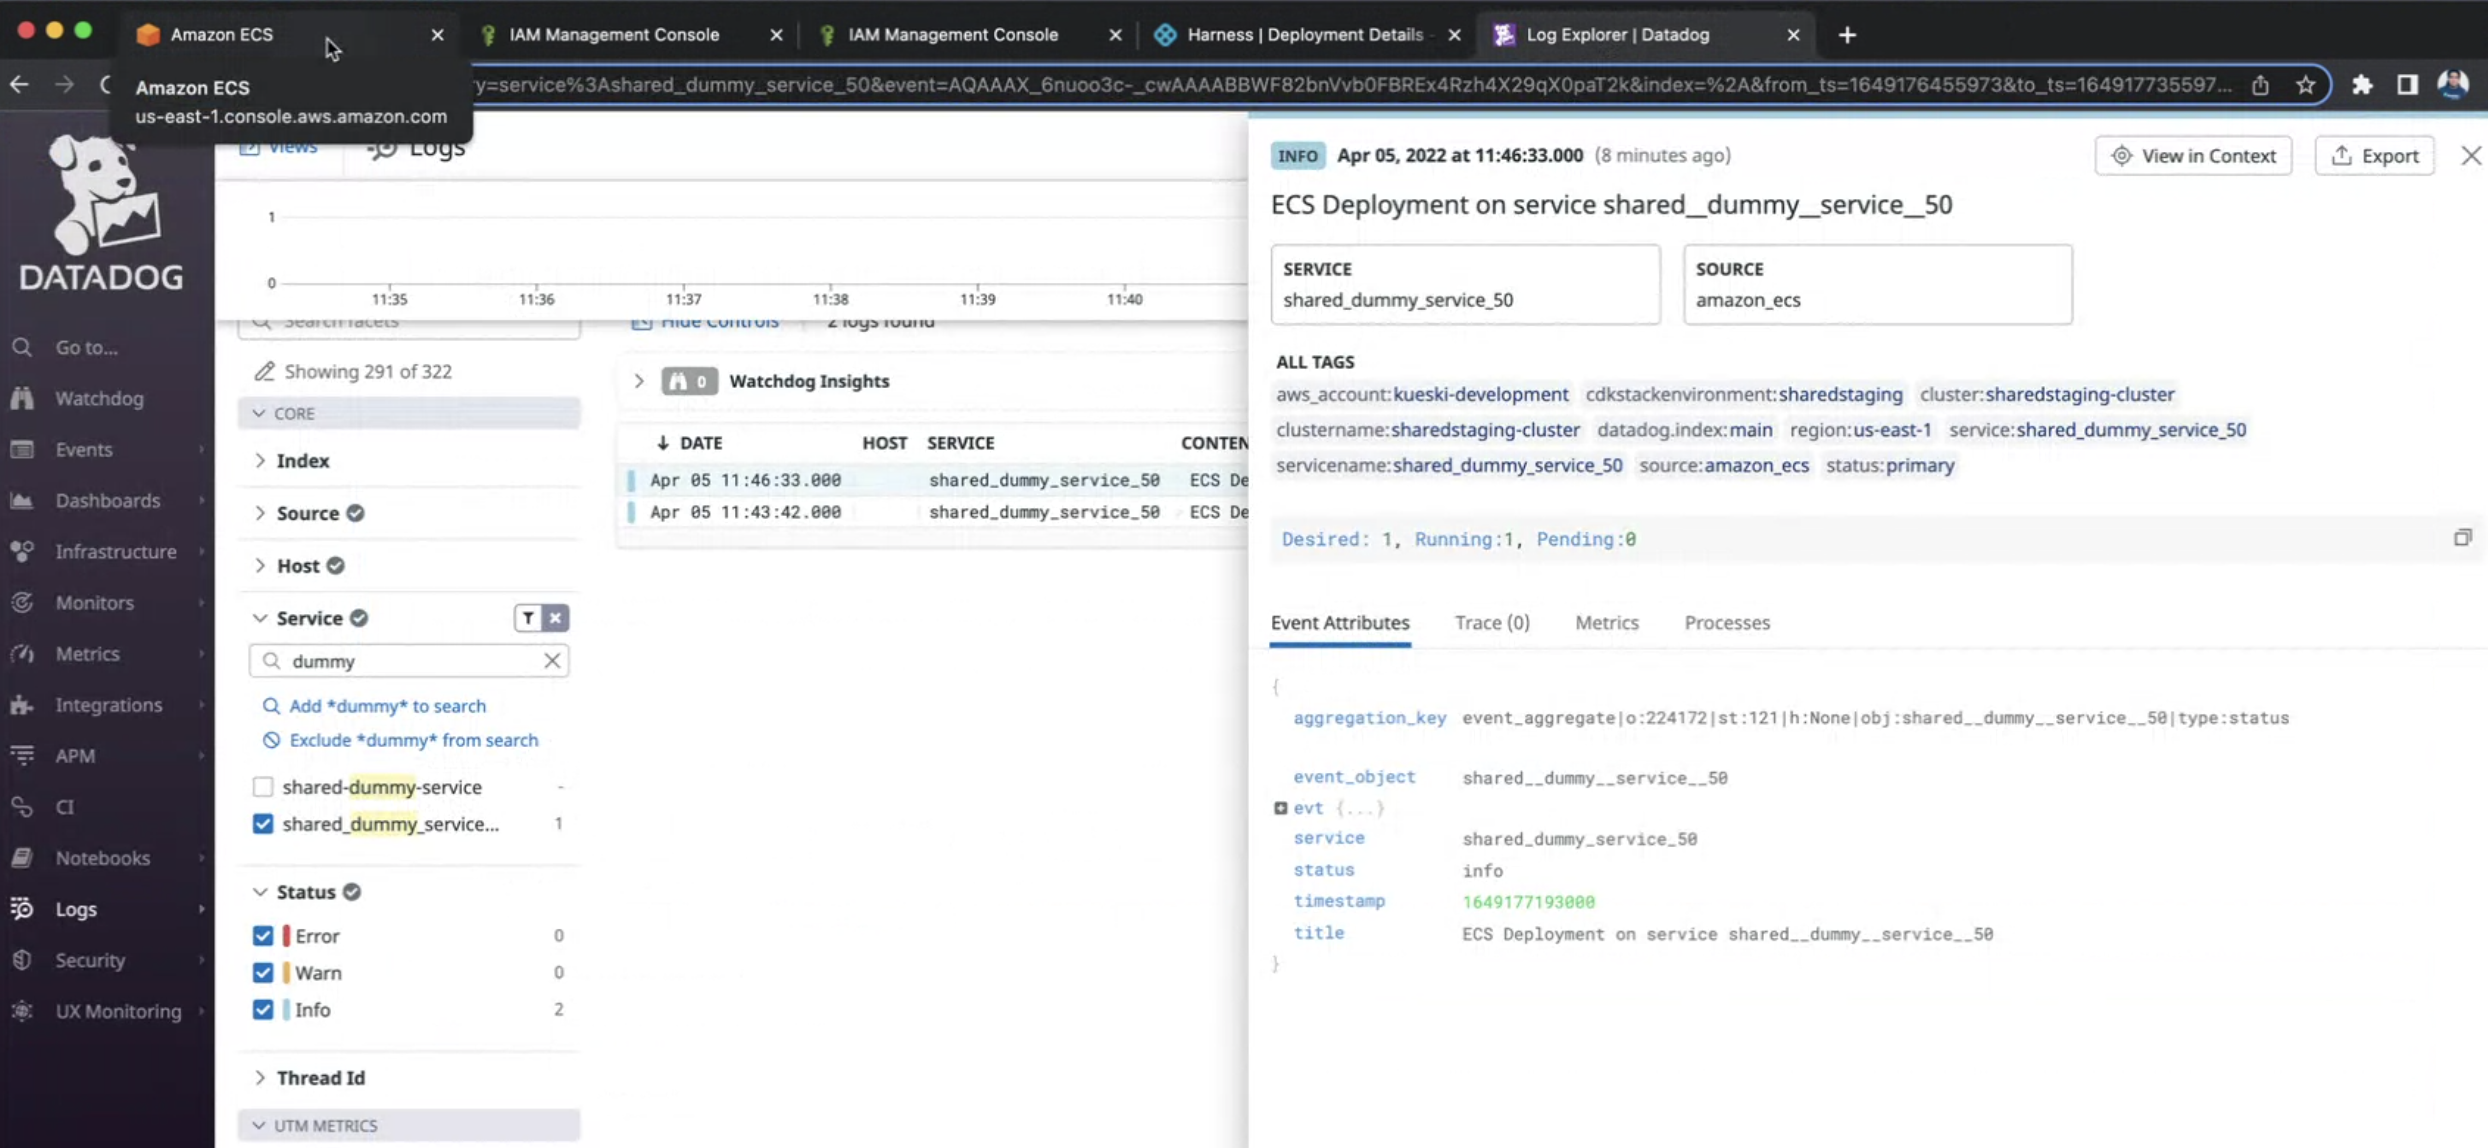 Amazon ECS
IAM Management Console
IAM Management Console
Harness | Deployment Details
Log Explorer | Datadog
Amazon ECS
us-east-1.console.aws.amazon.com
ry=service%3Ashared_dummy_service_50&event=AQAAAX_6nuoo3c-_cwAAAABBWF82bnVvb0FBREx4Rzh4X29qX0paT2k&index=%2A&from_ts=1649176455973&to_ts=164917735597...
DATADOG
Go to...
Watchdog
Events
Dashboards
Infrastructure
Monitors
Metrics
Integrations
APM
CI
Notebooks
Logs
Security
UX Monitoring
Views
Logs
1
0
11:35 11:36 11:37 11:38 11:39 11:40
Search facets
Hide Controls
2 logs found
Showing 291 of 322
CORE
Index
Source
Host
Service
dummy
Add *dummy* to search
Exclude *dummy* from search
shared-dummy-service -
shared_dummy_service... 1
Status
Error 0
Warn 0
Info 2
Thread Id
UTM METRICS
0 Watchdog Insights
DATE HOST SERVICE CONTEN
Apr 05 11:46:33.000 shared_dummy_service_50 ECS De
Apr 05 11:43:42.000 shared_dummy_service_50 ECS De
INFO Apr 05, 2022 at 11:46:33.000 (8 minutes ago)
View in Context
Export
ECS Deployment on service shared__dummy__service__50
SERVICE
shared_dummy_service_50
SOURCE
amazon_ecs
ALL TAGS
aws_account:kueski-development cdkstackenvironment:sharedstaging cluster:sharedstaging-cluster
clustername:sharedstaging-cluster datadog.index:main region:us-east-1 service:shared_dummy_service_50
servicename:shared_dummy_service_50 source:amazon_ecs status:primary
Desired: 1, Running:1, Pending:0
Event Attributes Trace (0) Metrics Processes
{
aggregation_key event_aggregate|o:224172|st:121|h:None|obj:shared__dummy__service__50|type:status
event_object shared__dummy__service__50
evt {...}
service shared_dummy_service_50
status info
timestamp 1649177193000
title ECS Deployment on service shared__dummy__service__50
}